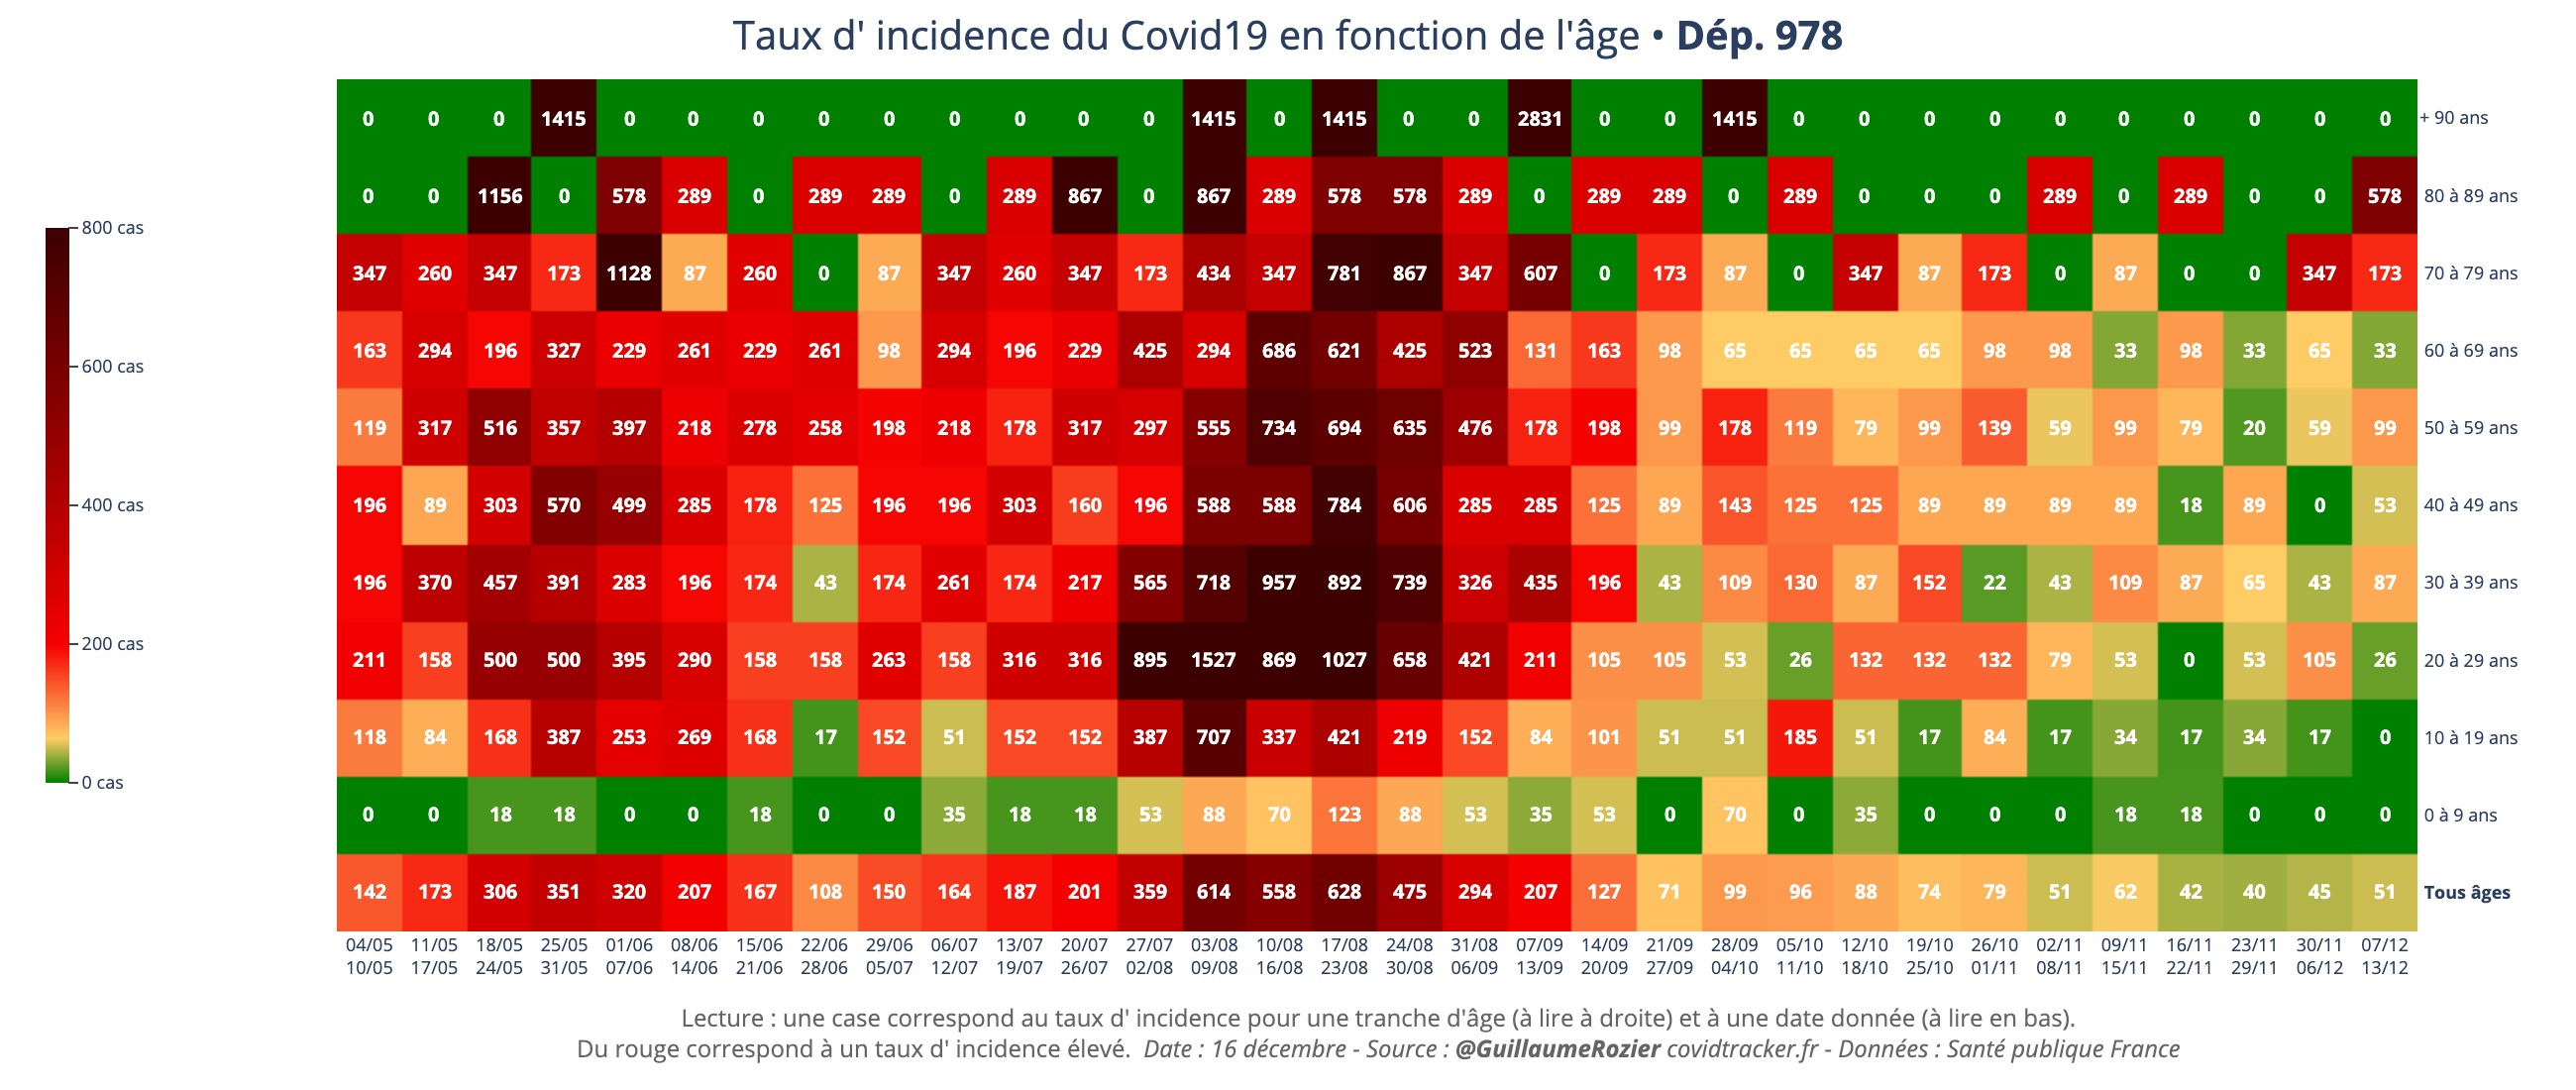 Taux d' incidence du Covid19 en fonction de l'âge • Dép. 978
0 0 0 1415 0 0 0 0 0 0 0 0 0 1415 0 1415 0 0 2831 0 0 1415 0 0 0 0 0 0 0 0 0 0 + 90 ans
0 0 1156 0 578 289 0 289 289 0 289 867 0 867 289 578 578 289 0 289 289 0 289 0 0 0 289 0 289 0 0 578 80 à 89 ans
347 260 347 173 1128 87 260 0 87 347 260 347 173 434 347 781 867 347 607 0 173 87 0 347 87 173 0 87 0 0 347 173 70 à 79 ans
163 294 196 327 229 261 229 261 98 294 196 229 425 294 686 621 425 523 131 163 98 65 65 65 65 98 98 33 98 33 65 33 60 à 69 ans
119 317 516 357 397 218 278 258 198 218 178 317 297 555 734 694 635 476 178 198 99 178 119 79 99 139 59 99 79 20 59 99 50 à 59 ans
196 89 303 570 499 285 178 125 196 196 303 160 196 588 588 784 606 285 285 125 89 143 125 125 89 89 89 89 18 89 0 53 40 à 49 ans
196 370 457 391 283 196 174 43 174 261 174 217 565 718 957 892 739 326 435 196 43 109 130 87 152 22 43 109 87 65 43 87 30 à 39 ans
211 158 500 500 395 290 158 158 263 158 316 316 895 1527 869 1027 658 421 211 105 105 53 26 132 132 132 79 53 0 53 105 26 20 à 29 ans
118 84 168 387 253 269 168 17 152 51 152 152 387 707 337 421 219 152 84 101 51 51 185 51 17 84 17 34 17 34 17 0 10 à 19 ans
0 0 18 18 0 0 18 0 0 35 18 18 53 88 70 123 88 53 35 53 0 70 0 35 0 0 0 18 18 0 0 0 0 à 9 ans
142 173 306 351 320 207 167 108 150 164 187 201 359 614 558 628 475 294 207 127 71 99 96 88 74 79 51 62 42 40 45 51 Tous âges
04/05 11/05 18/05 25/05 01/06 08/06 15/06 22/06 29/06 06/07 13/07 20/07 27/07 03/08 10/08 17/08 24/08 31/08 07/09 14/09 21/09 28/09 05/10 12/10 19/10 26/10 02/11 09/11 16/11 23/11 30/11 07/12
10/05 17/05 24/05 31/05 07/06 14/06 21/06 28/06 05/07 12/07 19/07 26/07 02/08 09/08 16/08 23/08 30/08 06/09 13/09 20/09 27/09 04/10 11/10 18/10 25/10 01/11 08/11 15/11 22/11 29/11 06/12 13/12
800 cas
600 cas
400 cas
200 cas
0 cas
Lecture : une case correspond au taux d' incidence pour une tranche d'âge (à lire à droite) et à une date donnée (à lire en bas).
Du rouge correspond à un taux d' incidence élevé. Date : 16 décembre - Source : @GuillaumeRozier covidtracker.fr - Données : Santé publique France